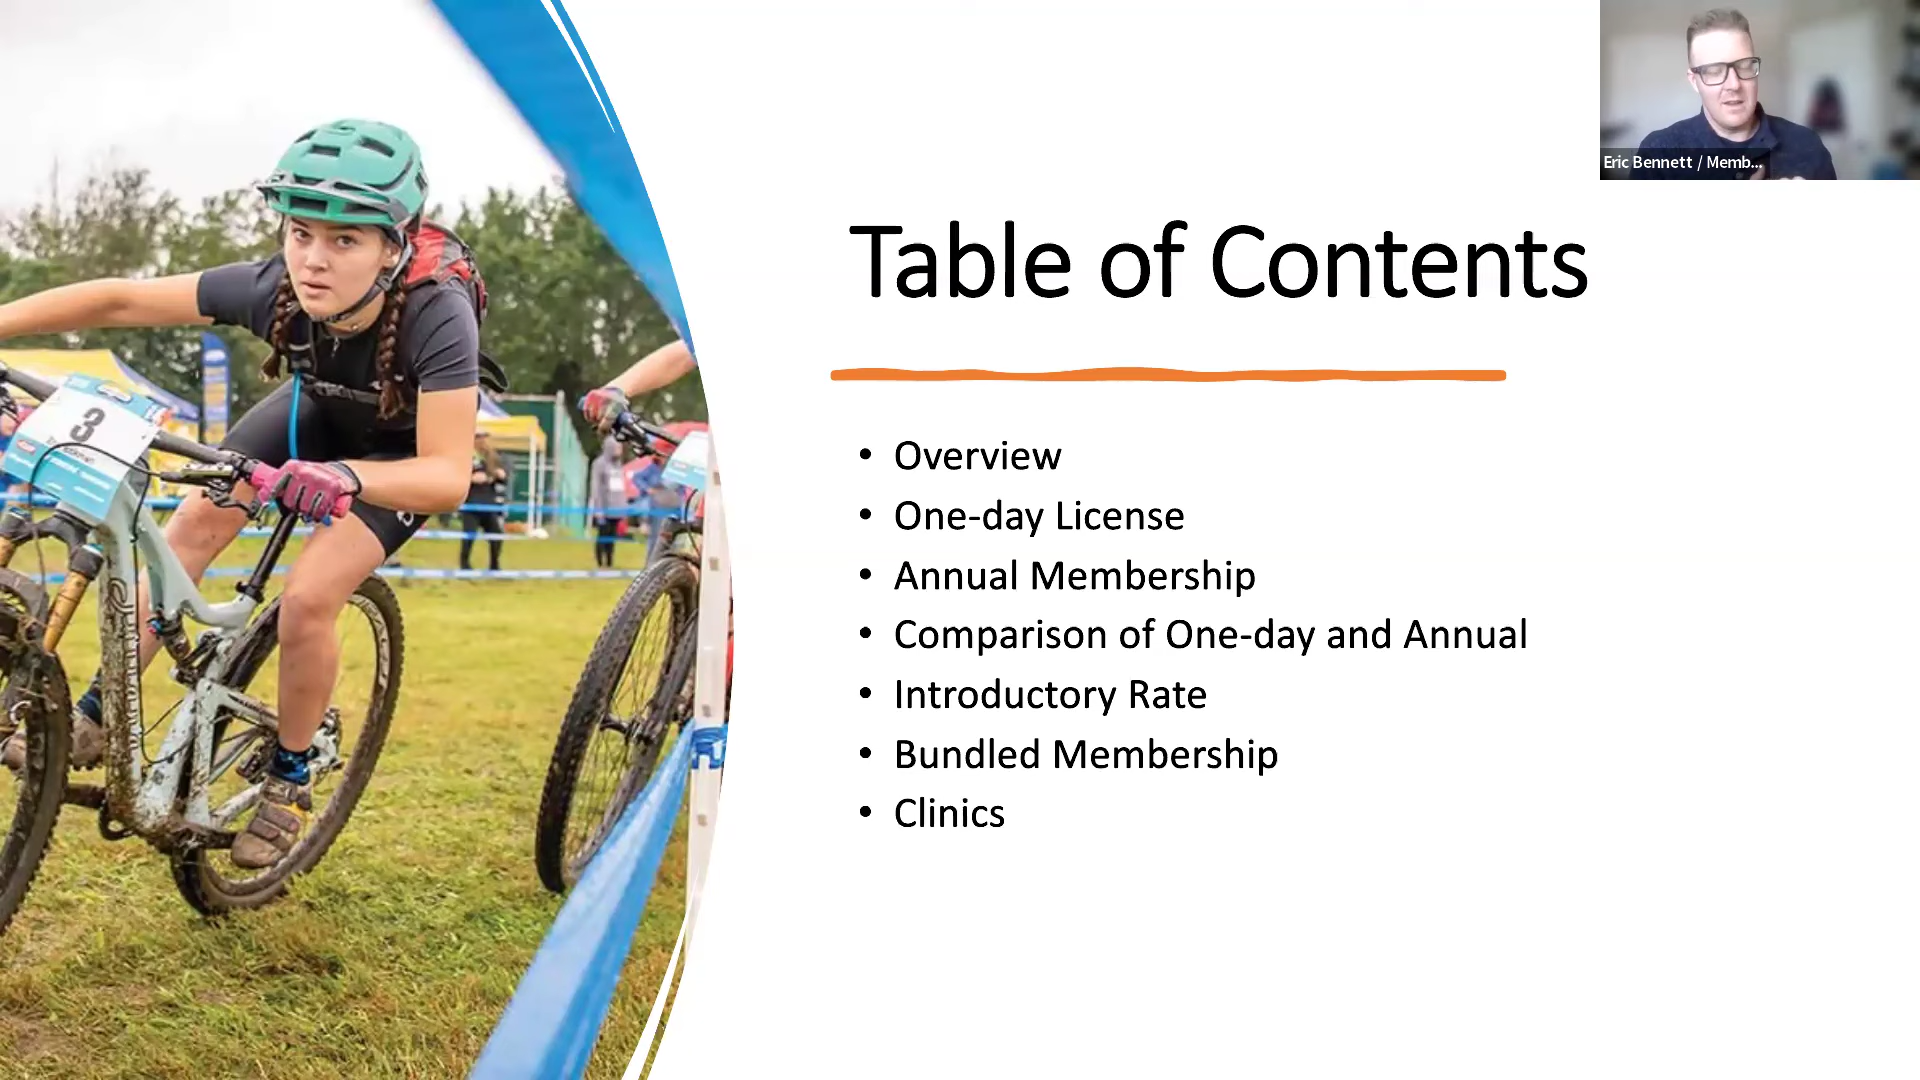 Eric Bennett / Memb...
Table of Contents
• Overview
• One-day License
• Annual Membership
• Comparison of One-day and Annual
• Introductory Rate
• Bundled Membership
• Clinics
3